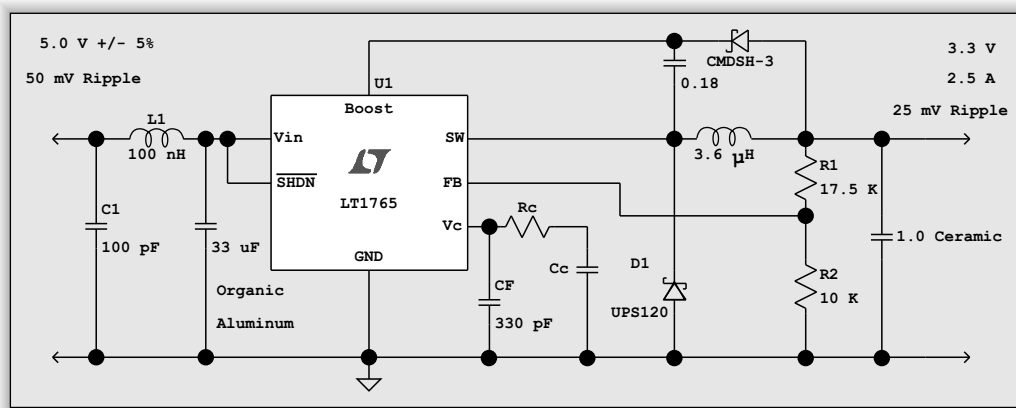 5.0 V +/- 5%
50 mV Ripple
L1
100 nH
C1
100 pF
33 uF
Organic
Aluminum
U1
Boost
Vin
SHDN
LT1765
SW
FB
Vc
GND
Rc
Cc
CF
330 pF
CMDSH-3
0.18
3.6 µH
D1
UPS120
R1
17.5 K
R2
10 K
1.0 Ceramic
3.3 V
2.5 A
25 mV Ripple